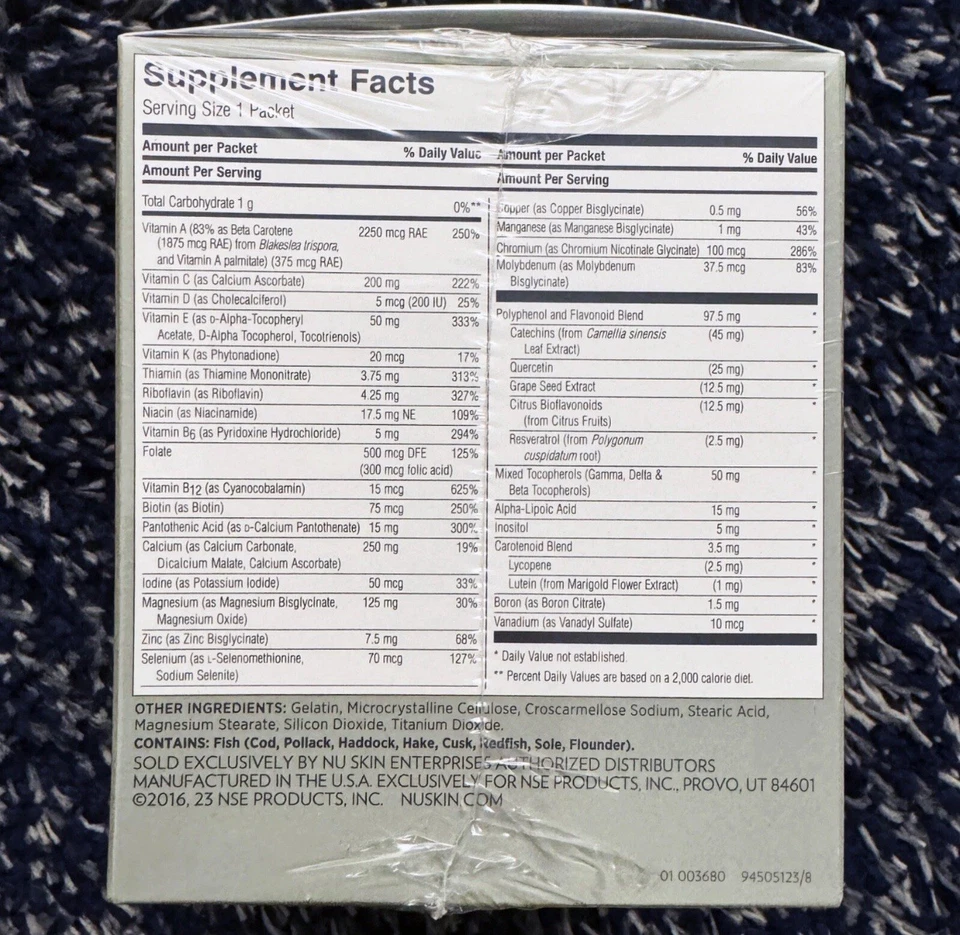 Supplement Facts
Serving Size 1 Packet
Amount per Packet % Daily Value
Amount Per Serving
Total Carbohydrate 1 g 0%**
Vitamin A (83% as Beta Carotene 2250 mcg RAE 250%
(1875 mcg RAE) from Blakeslea trispora,
and Vitamin A palmitate) (375 mcg RAE)
Vitamin C (as Calcium Ascorbate) 200 mg 222%
Vitamin D (as Cholecalciferol) 5 mcg (200 IU) 25%
Vitamin E (as D-Alpha-Tocopheryl 50 mg 333%
Acetate, D-Alpha Tocopherol, Tocotrienols)
Vitamin K (as Phytonadione) 20 mcg 17%
Thiamin (as Thiamine Mononitrate) 3.75 mg 313%
Riboflavin (as Riboflavin) 4.25 mg 327%
Niacin (as Niacinamide) 17.5 mg NE 109%
Vitamin B6 (as Pyridoxine Hydrochloride) 5 mg 294%
Folate 500 mcg DFE 125%
(300 mcg folic acid)
Vitamin B12 (as Cyanocobalamin) 15 mcg 625%
Biotin (as Biotin) 75 mcg 250%
Pantothenic Acid (as D-Calcium Pantothenate) 15 mg 300%
Calcium (as Calcium Carbonate, 250 mg 19%
Dicalcium Malate, Calcium Ascorbate)
Iodine (as Potassium Iodide) 50 mcg 33%
Magnesium (as Magnesium Bisglycinate, 125 mg 30%
Magnesium Oxide)
Zinc (as Zinc Bisglycinate) 7.5 mg 68%
Selenium (as L-Selenomethionine, 70 mcg 127%
Sodium Selenite)
Amount per Packet % Daily Value
Amount Per Serving
Copper (as Copper Bisglycinate) 0.5 mg 56%
Manganese (as Manganese Bisglycinate) 1 mg 43%
Chromium (as Chromium Nicotinate Glycinate) 100 mcg 286%
Molybdenum (as Molybdenum 37.5 mcg 83%
Bisglycinate)
Polyphenol and Flavonoid Blend 97.5 mg *
Catechins (from Camellia sinensis (45 mg) *
Leaf Extract)
Quercetin (25 mg) *
Grape Seed Extract (12.5 mg) *
Citrus Bioflavonoids (12.5 mg) *
(from Citrus Fruits)
Resveratrol (from Polygonum (2.5 mg) *
cuspidatum root)
Mixed Tocopherols (Gamma, Delta & 50 mg *
Beta Tocopherols)
Alpha-Lipoic Acid 15 mg *
Inositol 5 mg *
Carotenoid Blend 3.5 mg *
Lycopene (2.5 mg) *
Lutein (from Marigold Flower Extract) (1 mg) *
Boron (as Boron Citrate) 1.5 mg *
Vanadium (as Vanadyl Sulfate) 10 mcg *
* Daily Value not established.
** Percent Daily Values are based on a 2,000 calorie diet.
OTHER INGREDIENTS: Gelatin, Microcrystalline Cellulose, Croscarmellose Sodium, Stearic Acid,
Magnesium Stearate, Silicon Dioxide, Titanium Dioxide.
CONTAINS: Fish (Cod, Pollack, Haddock, Hake, Cusk, Redfish, Sole, Flounder).
SOLD EXCLUSIVELY BY NU SKIN ENTERPRISES AUTHORIZED DISTRIBUTORS
MANUFACTURED IN THE U.S.A. EXCLUSIVELY FOR NSE PRODUCTS, INC., PROVO, UT 84601
©2016, 23 NSE PRODUCTS, INC. NUSKIN.COM
01 003680 94505123/8